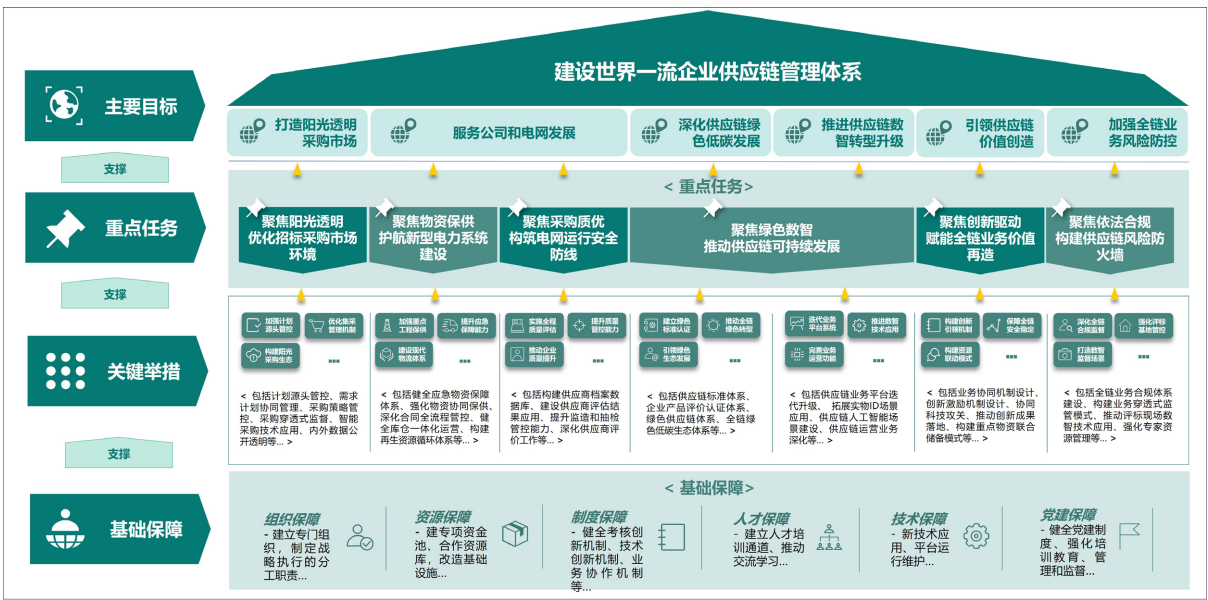 建设世界一流企业供应链管理体系
主要目标
打造阳光透明
采购市场
服务公司和电网发展
深化供应链绿
色低碳发展
推进供应链数
智转型升级
引领供应链
价值创造
加强全链业
务风险防控
支撑
重点任务
< 重点任务>
聚焦阳光透明
优化招标采购市场
环境
聚焦物资保供
护航新型电力系统
建设
聚焦采购质优
构筑电网运行安全
防线
聚焦绿色数智
推动供应链可持续发展
聚焦创新驱动
赋能全链业务价值
再造
聚焦依法合规
构建供应链风险防
火墙
支撑
关键举措
加强计划
源头管控
优化集采
管理机制
构建阳光
采购生态
...
加强重点
工程保供
提升应急
保障能力
建设现代
物流体系
...
实施全程
质量评估
提升质量
管控能力
推动企业
质量提升
...
建立绿色
标准认证
推动全链
绿色转型
引领绿色
生态发展
...
迭代业务
平台系统
推进数智
技术应用
完善业务
运营功能
...
构建创新
引领机制
保障全链
安全稳定
构建资源
联动模式
...
深化全链
合规监督
强化评标
基地管控
打造数智
监督场景
...
< 包括计划源头管控、需求
计划协同管理、采购策略管
控、采购穿透式监督、智能
采购技术应用、内外数据公
开透明等... >
< 包括健全应急物资保障
体系、强化物资协同保供、
深化合同全流程管控、健
全库仓一体化运营、构建
再生资源循环体系等... >
< 包括构建供应商档案数
据库、建设供应商评估结
果应用、提升监造和抽检
管控能力、深化供应商评
价工作等... >
< 包括供应链标准体系、
企业产品评价认证体系、
绿色供应链体系、全链绿
色低碳生态体系等... >
< 包括供应链业务平台迭
代升级、 拓展实物ID场景
应用、供应链人工智能场
景建设、供应链运营业务
深化等... >
< 包括业务协同机制设计、
创新激励机制设计、协同
科技攻关、推动创新成果
落地、构建重点物资联合
储备模式等... >
< 包括全链业务合规体系
建设、构建业务穿透式监
管模式、推动评标现场数
智技术应用、强化专家资
源管理等... >
支撑
基础保障
< 基础保障>
组织保障
- 建立专门组
织，制定战
略执行的分
工职责...
资源保障
- 建专项资金
池、合作资源
库，改造基础
设施...
制度保障
- 健全考核创
新机制、技术
创新机制、业
务协作机制
等...
人才保障
- 建立人才培
训通道、推动
交流学习...
技术保障
- 新技术应
用、平台运
行维护...
党建保障
- 健全党建制
度、强化培
训教育、管
理和监督...